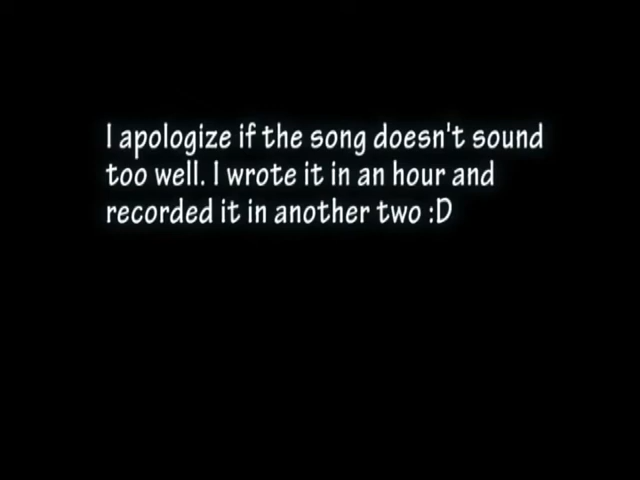 I apologize if the song doesn't sound
too well. I wrote it in an hour and
recorded it in another two :D